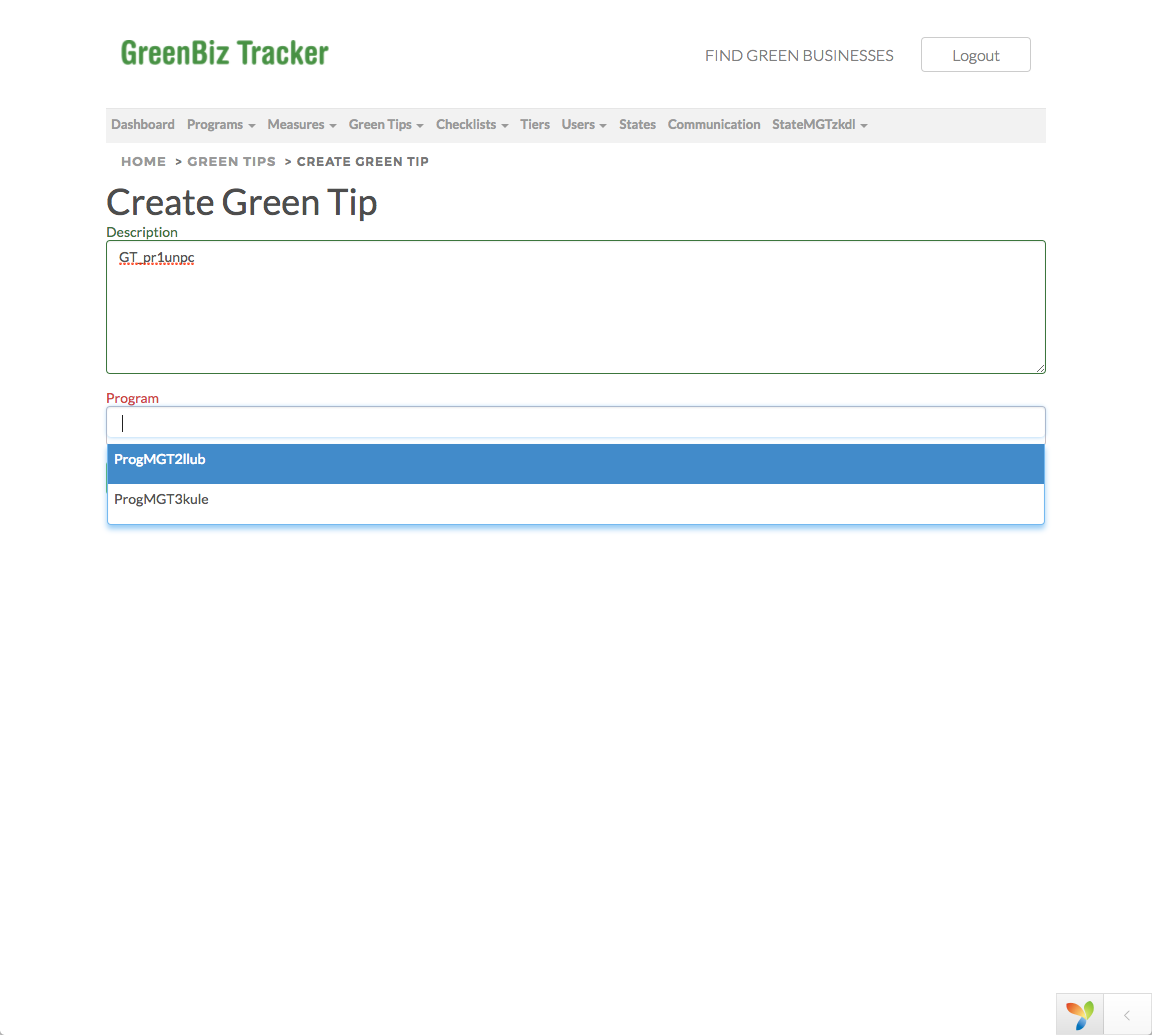 GreenBiz Tracker
FIND GREEN BUSINESSES
Logout
Dashboard Programs Measures Green Tips Checklists Tiers Users States Communication StateMGTzkdl
HOME > GREEN TIPS > CREATE GREEN TIP
Create Green Tip
Description
GT_pr1unpc
Program
ProgMGT2llub
ProgMGT3kule